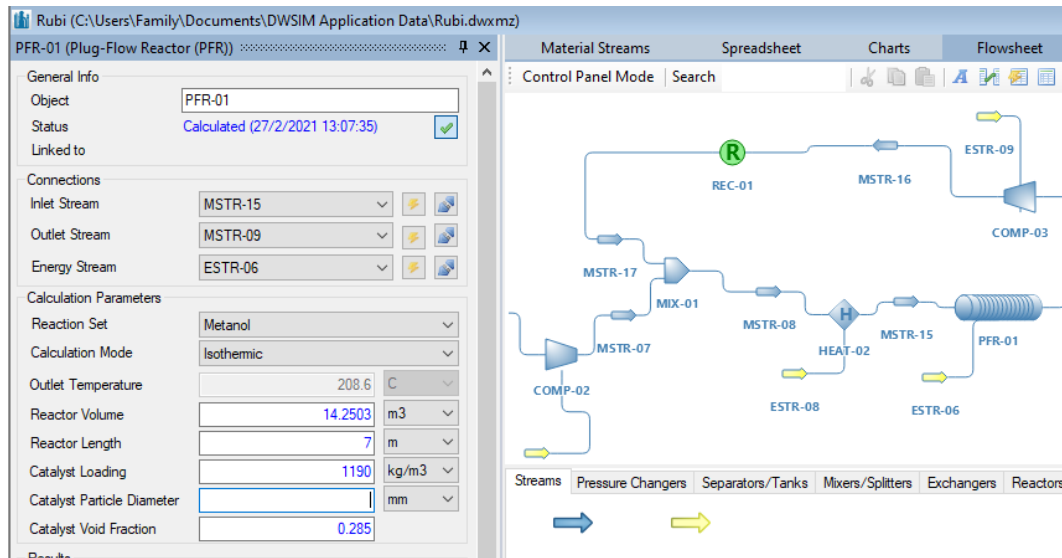 Rubi (C:\Users\Family\Documents\DWSIM Application Data\Rubi.dwxmz)
PFR-01 (Plug-Flow Reactor (PFR))
General Info
Object PFR-01
Status Calculated (27/2/2021 13:07:35)
Linked to
Connections
Inlet Stream MSTR-15
Outlet Stream MSTR-09
Energy Stream ESTR-06
Calculation Parameters
Reaction Set Metanol
Calculation Mode Isothermic
Outlet Temperature 208.6 C
Reactor Volume 14.2503 m3
Reactor Length 7 m
Catalyst Loading 1190 kg/m3
Catalyst Particle Diameter mm
Catalyst Void Fraction 0.285
Results
Material Streams Spreadsheet Charts Flowsheet
Control Panel Mode Search A
R
REC-01
MSTR-16
ESTR-09
COMP-03
MSTR-17
MIX-01
MSTR-07
MSTR-08
H
HEAT-02
MSTR-15
PFR-01
COMP-02
ESTR-08
ESTR-06
Streams Pressure Changers Separators/Tanks Mixers/Splitters Exchangers Reactors